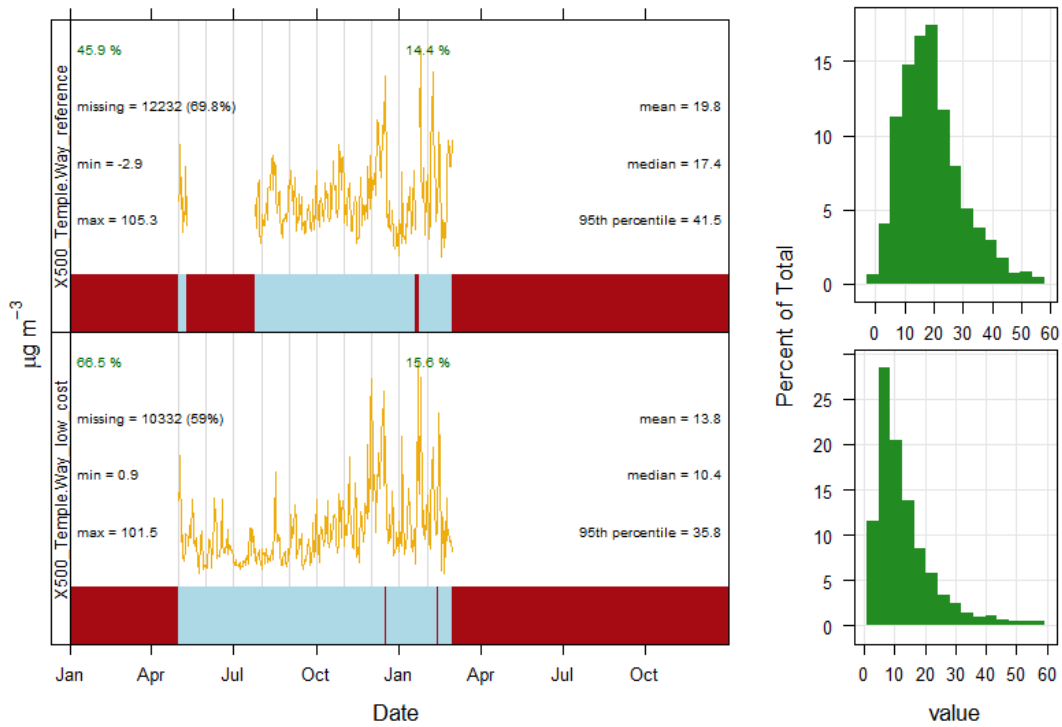 µg m⁻³
X500_Temple.Way_reference
45.9 %
14.4 %
missing = 12232 (69.8%)
mean = 19.8
min = -2.9
median = 17.4
max = 105.3
95th percentile = 41.5
X500_Temple.Way_low_cost
66.5 %
15.6 %
missing = 10332 (59%)
mean = 13.8
min = 0.9
median = 10.4
max = 101.5
95th percentile = 35.8
Jan Apr Jul Oct Jan Apr Jul Oct
Date
Percent of Total
15
10
5
0
0 10 20 30 40 50 60
25
20
15
10
5
0
0 10 20 30 40 50 60
value